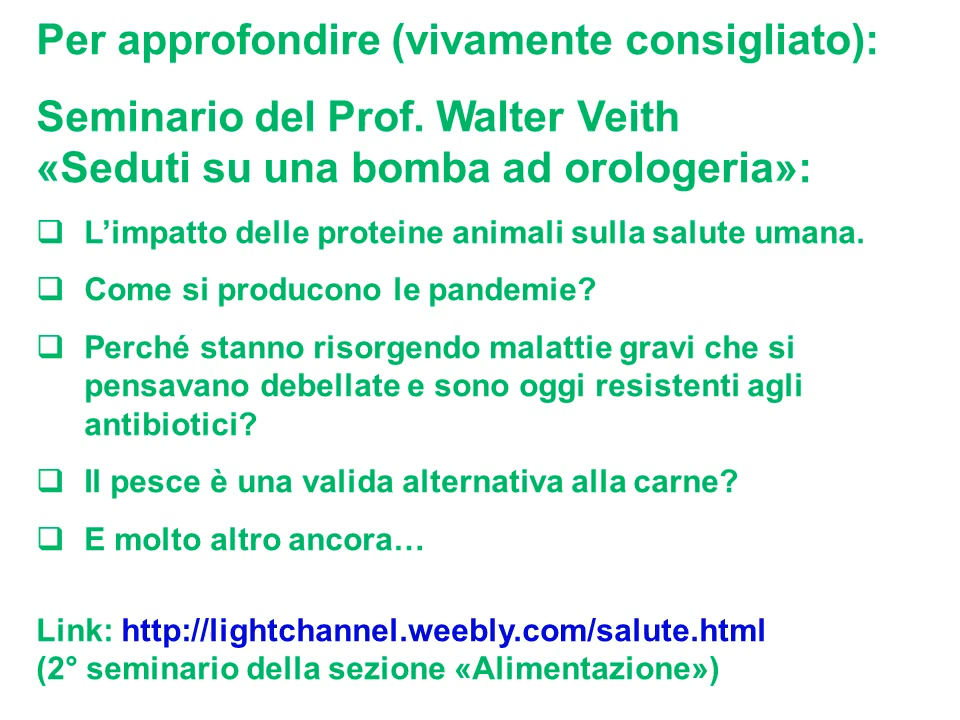 Per approfondire (vivamente consigliato):
Seminario del Prof. Walter Veith
«Seduti su una bomba ad orologeria»:
❑ L’impatto delle proteine animali sulla salute umana.
❑ Come si producono le pandemie?
❑ Perché stanno risorgendo malattie gravi che si
pensavano debellate e sono oggi resistenti agli
antibiotici?
❑ Il pesce è una valida alternativa alla carne?
❑ E molto altro ancora…
Link: http://lightchannel.weebly.com/salute.html
(2° seminario della sezione «Alimentazione»)